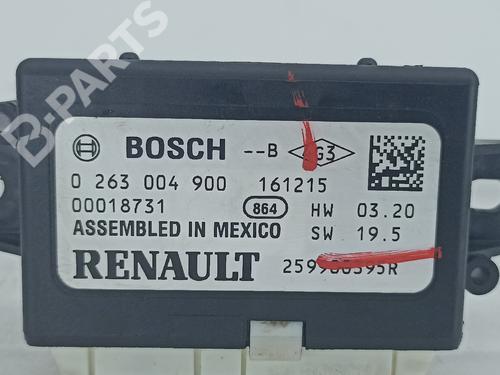 B-PARTS
BOSCH --B
0 263 004 900 161215
00018731 864 HW 03.20
ASSEMBLED IN MEXICO SW 19.5
RENAULT 259900395R